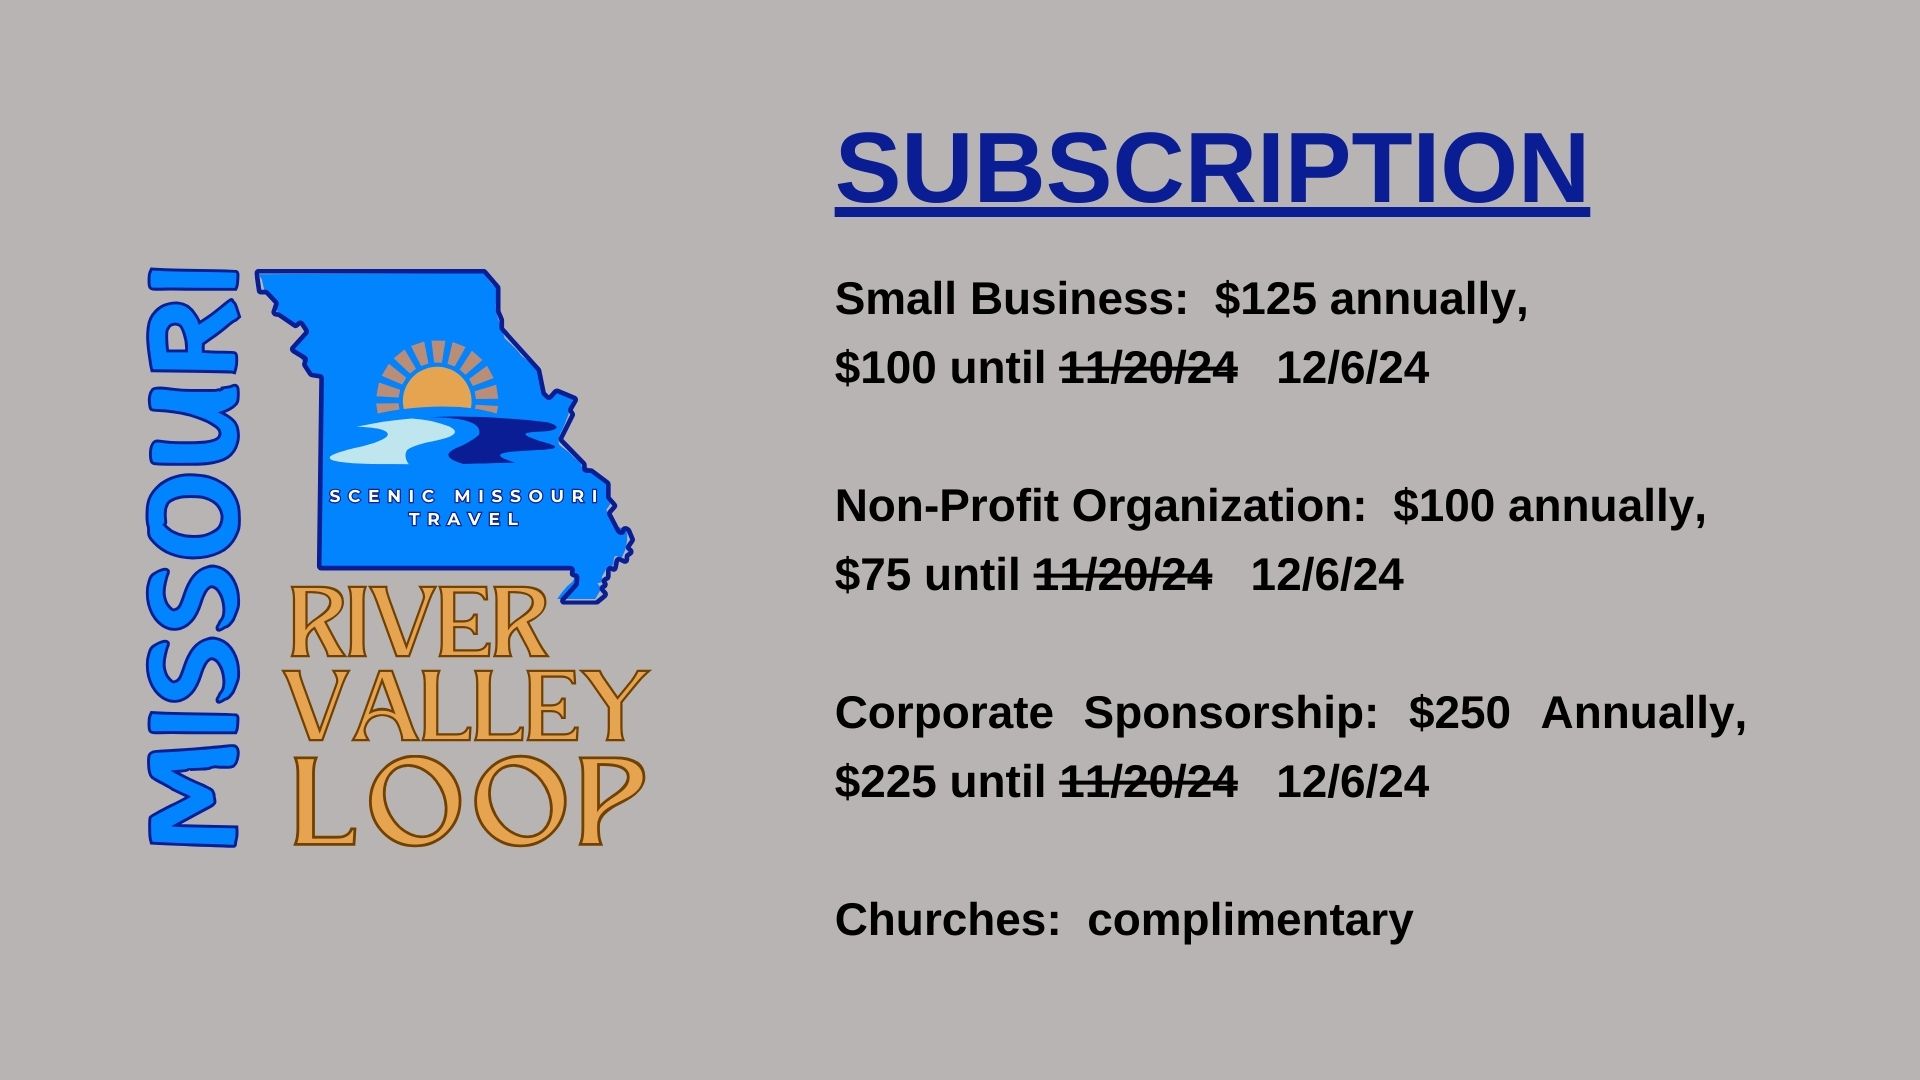 MISSOURI
SCENIC MISSOURI
TRAVEL
RIVER
VALLEY
LOOP
SUBSCRIPTION
Small Business: $125 annually,
$100 until 11/20/24 12/6/24
Non-Profit Organization: $100 annually,
$75 until 11/20/24 12/6/24
Corporate Sponsorship: $250 Annually,
$225 until 11/20/24 12/6/24
Churches: complimentary